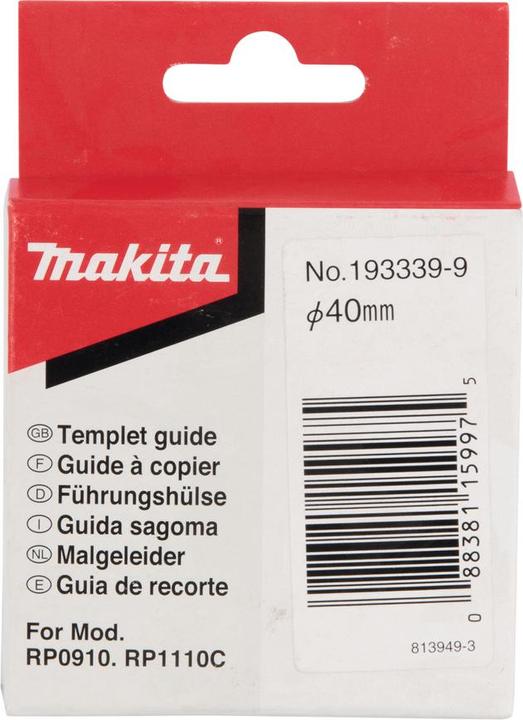 makita®
No.193339-9
ϕ40mm
GB Templet guide
F Guide à copier
D Führungshülse
I Guida sagoma
NL Malgeleider
E Guia de recorte
For Mod.
RP0910. RP1110C
0 88381 15997 5
813949-3